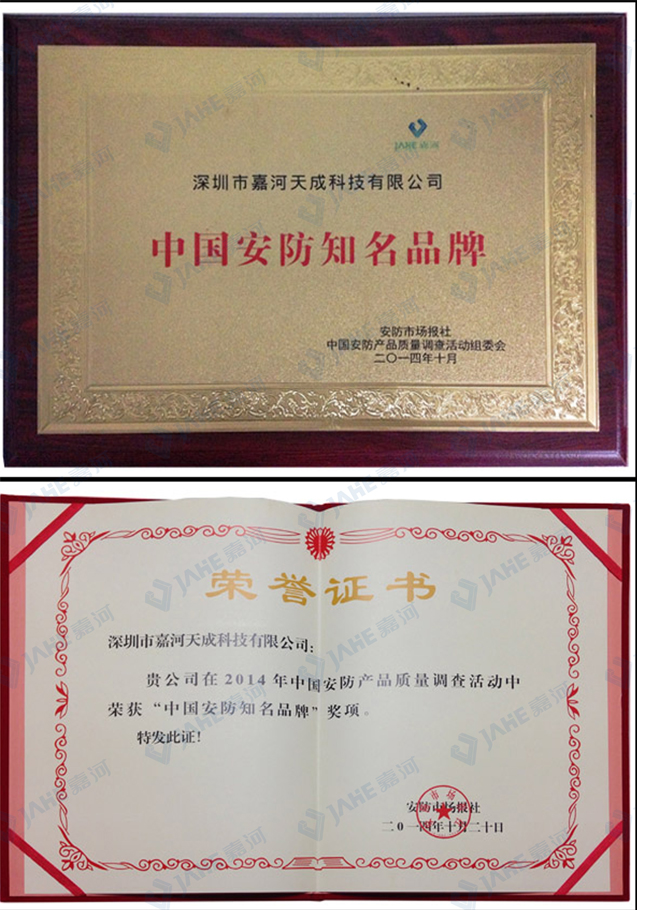 JAHE 嘉河
深圳市嘉河天成科技有限公司
中国安防知名品牌
安防市场报社
中国安防产品质量调查活动组委会
二〇一四年十月
荣誉证书
深圳市嘉河天成科技有限公司：
贵公司在2014年中国安防产品质量调查活动中
荣获“中国安防知名品牌”奖项。
特发此证！
安防市场报社
二0一四年十月二十日